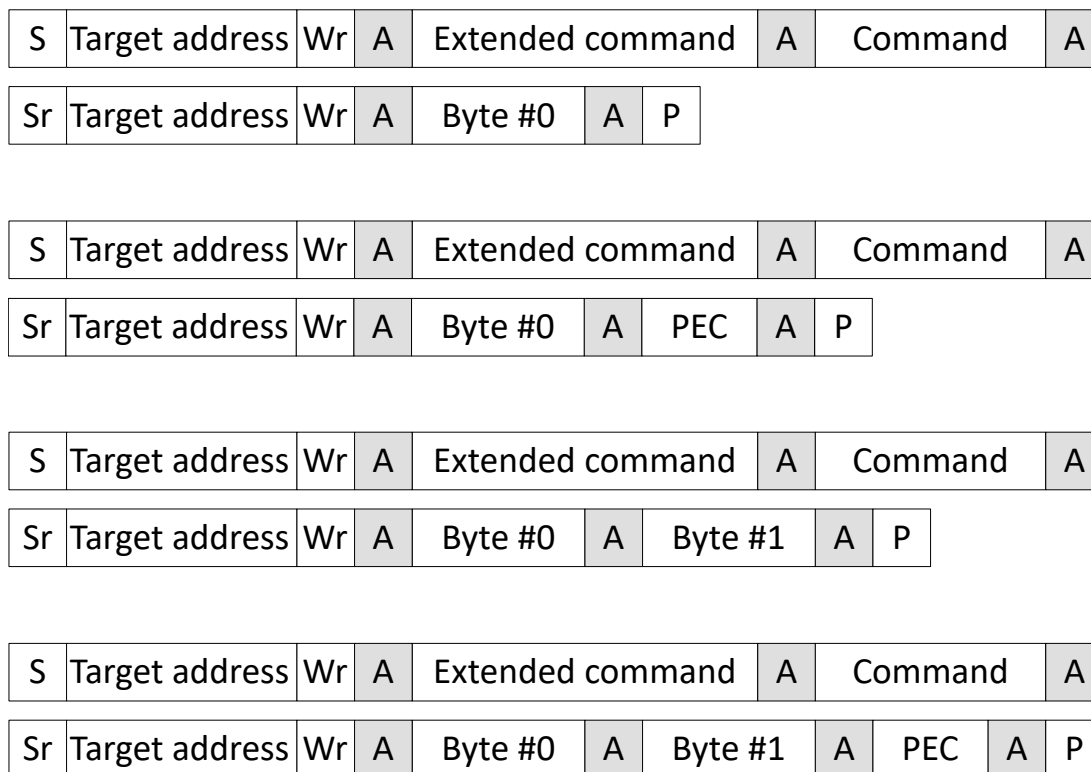 S Target address Wr A Extended command A Command A
Sr Target address Wr A Byte #0 A P
S Target address Wr A Extended command A Command A
Sr Target address Wr A Byte #0 A PEC A P
S Target address Wr A Extended command A Command A
Sr Target address Wr A Byte #0 A Byte #1 A P
S Target address Wr A Extended command A Command A
Sr Target address Wr A Byte #0 A Byte #1 A PEC A P